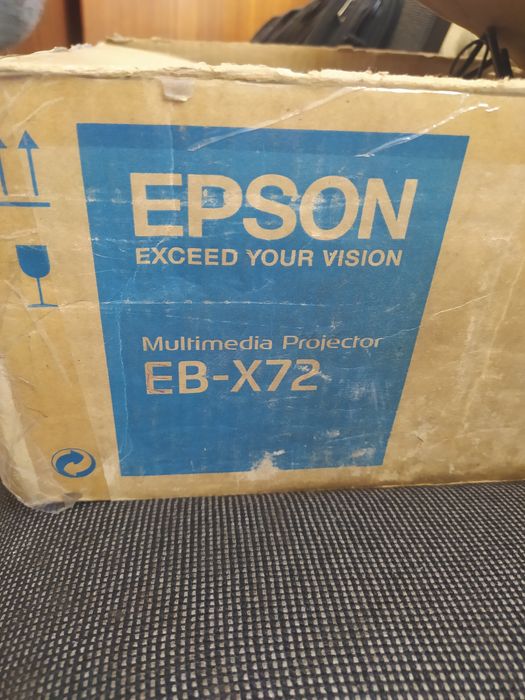 EPSON
EXCEED YOUR VISION
Multimedia Projector
EB-X72